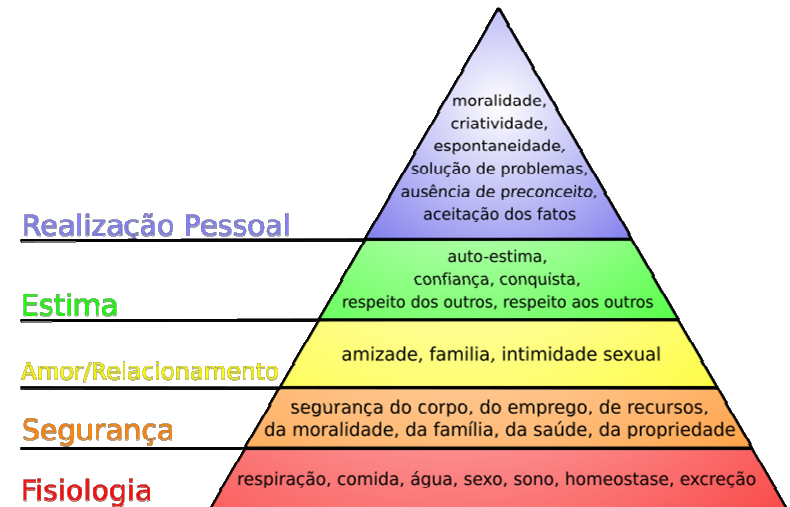 moralidade,
criatividade,
espontaneidade,
solução de problemas,
ausência de preconceito,
aceitação dos fatos
Realização Pessoal
auto-estima,
confiança, conquista,
respeito dos outros, respeito aos outros
Estima
amizade, familia, intimidade sexual
Amor/Relacionamento
segurança do corpo, do emprego, de recursos,
da moralidade, da família, da saúde, da propriedade
Segurança
respiração, comida, água, sexo, sono, homeostase, excreção
Fisiologia